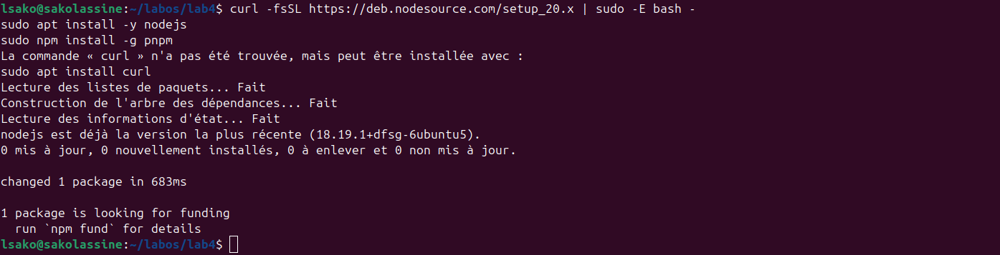 lsako@sakolassine:~/labos/lab4$ curl -fsSL https://deb.nodesource.com/setup_20.x | sudo -E bash -
sudo apt install -y nodejs
sudo npm install -g pnpm
La commande « curl » n'a pas été trouvée, mais peut être installée avec :
sudo apt install curl
Lecture des listes de paquets... Fait
Construction de l'arbre des dépendances... Fait
Lecture des informations d'état... Fait
nodejs est déjà la version la plus récente (18.19.1+dfsg-6ubuntu5).
0 mis à jour, 0 nouvellement installés, 0 à enlever et 0 non mis à jour.
changed 1 package in 683ms
1 package is looking for funding
  run `npm fund` for details
lsako@sakolassine:~/labos/lab4$